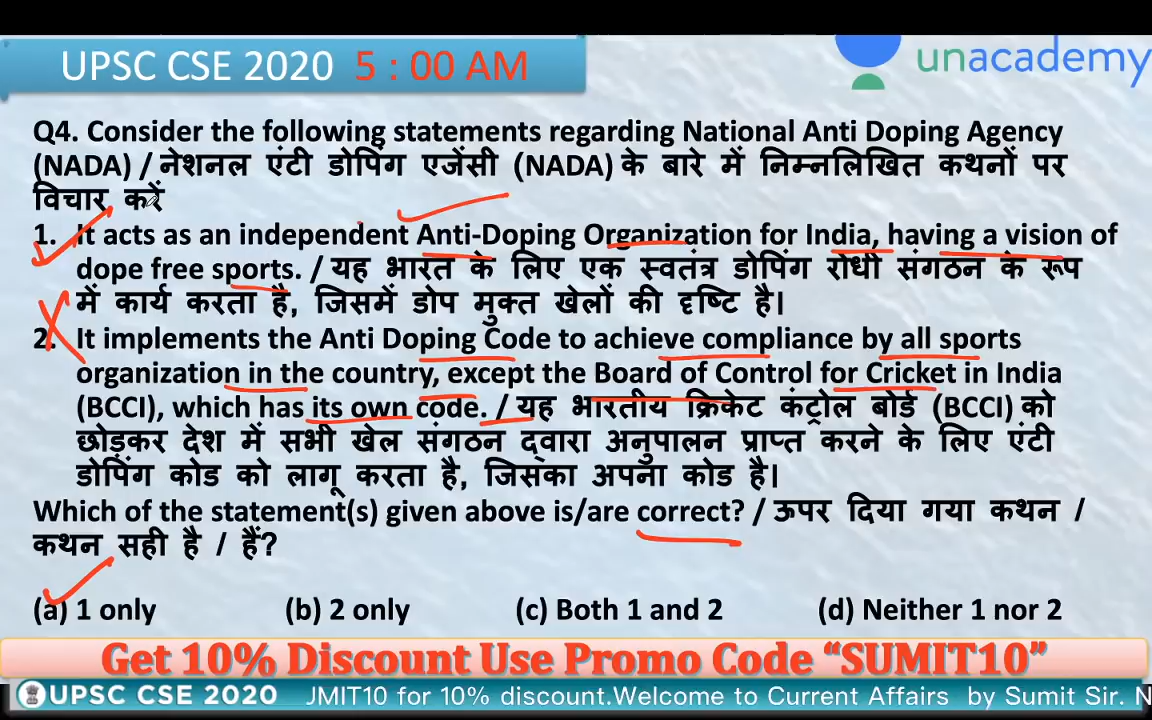 UPSC CSE 2020 5 : 00 AM
unacademy
Q4. Consider the following statements regarding National Anti Doping Agency
(NADA) / नेशनल एंटी डोपिंग एजेंसी (NADA) के बारे में निम्नलिखित कथनों पर
विचार करें
1. It acts as an independent Anti-Doping Organization for India, having a vision of
dope free sports. / यह भारत के लिए एक स्वतंत्र डोपिंग रोधी संगठन के रूप
में कार्य करता है, जिसमें डोप मुक्त खेलों की दृष्टि है।
2. It implements the Anti Doping Code to achieve compliance by all sports
organization in the country, except the Board of Control for Cricket in India
(BCCI), which has its own code. / यह भारतीय क्रिकेट कंट्रोल बोर्ड (BCCI) को
छोड़कर देश में सभी खेल संगठन द्वारा अनुपालन प्राप्त करने के लिए एंटी
डोपिंग कोड को लागू करता है, जिसका अपना कोड है।
Which of the statement(s) given above is/are correct? / ऊपर दिया गया कथन /
कथन सही है / हैं?
(a) 1 only (b) 2 only (c) Both 1 and 2 (d) Neither 1 nor 2
Get 10% Discount Use Promo Code “SUMIT10”
UPSC CSE 2020 JMIT10 for 10% discount.Welcome to Current Affairs by Sumit Sir. N